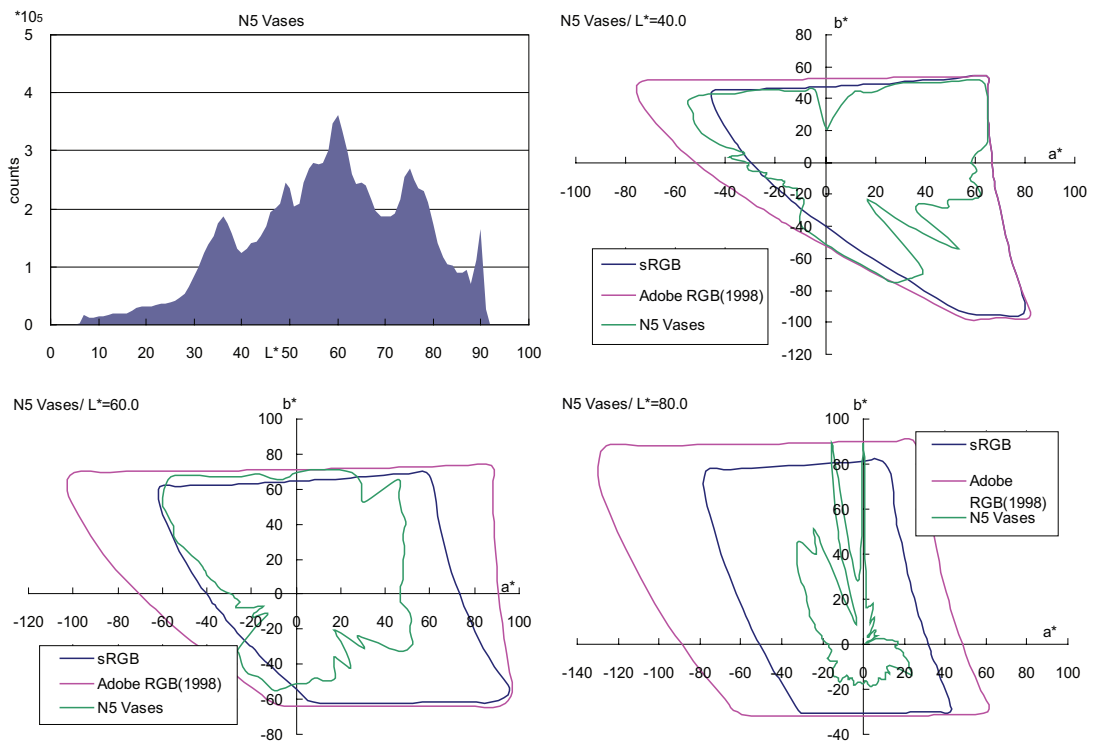 *10₅
N5 Vases
5
4
3
2
1
0
counts
0 10 20 30 40 L* 50 60 70 80 90 100
N5 Vases/ L*=40.0
b*
80
60
40
20
0
-20
-40
-60
-80
-100
-120
a*
-100 -80 -60 -40 -20 0 20 40 60 80 100
sRGB
Adobe RGB(1998)
N5 Vases
N5 Vases/ L*=60.0
b*
100
80
60
40
20
0
-20
-40
-60
-80
a*
-120 -100 -80 -60 -40 -20 0 20 40 60 80 100
sRGB
Adobe RGB(1998)
N5 Vases
N5 Vases/ L*=80.0
b*
100
80
60
40
20
0
-20
-40
a*
-140 -120 -100 -80 -60 -40 -20 0 20 40 60 80 100
sRGB
Adobe
RGB(1998)
N5 Vases